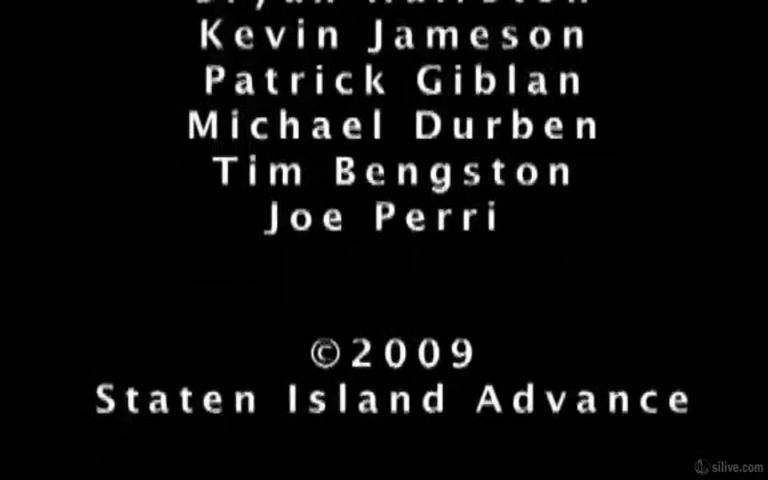 Kevin Jameson
Patrick Giblan
Michael Durben
Tim Bengston
Joe Perri
©2009
Staten Island Advance
silive.com